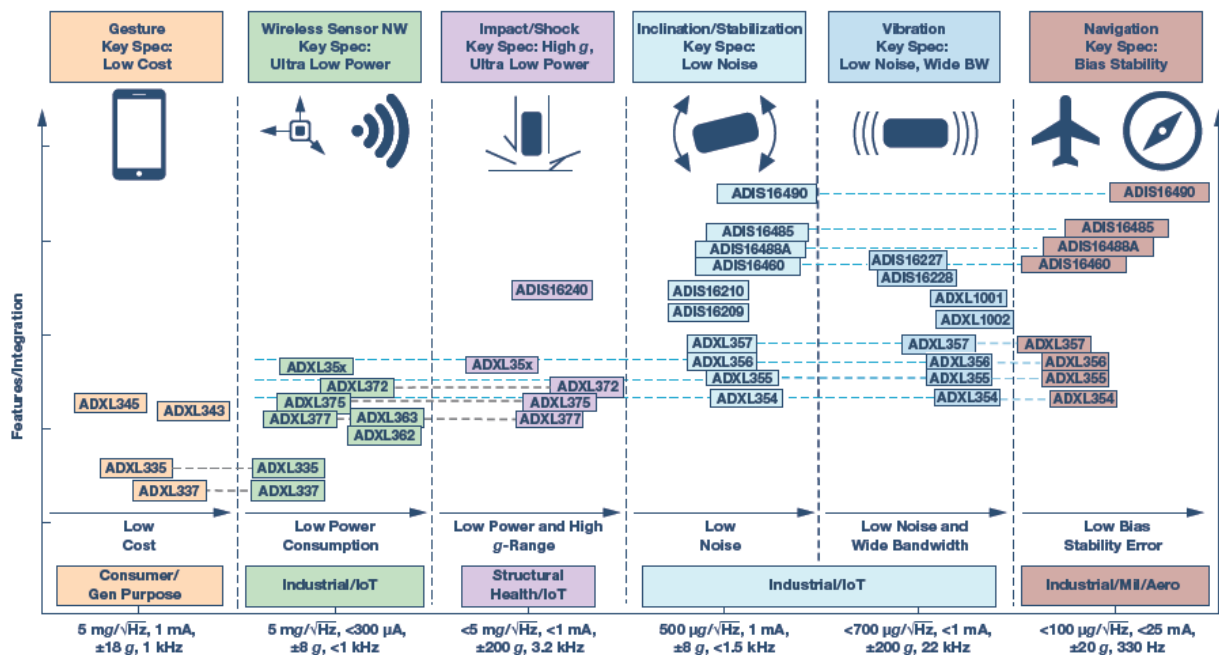 Gesture
Key Spec:
Low Cost
Wireless Sensor NW
Key Spec:
Ultra Low Power
Impact/Shock
Key Spec: High g,
Ultra Low Power
Inclination/Stabilization
Key Spec:
Low Noise
Vibration
Key Spec:
Low Noise, Wide BW
Navigation
Key Spec:
Bias Stability
Features/Integration
ADIS16490
ADIS16490
ADIS16485
ADIS16485
ADIS16488A
ADIS16488A
ADIS16460
ADIS16227
ADIS16460
ADIS16228
ADIS16240
ADIS16210
ADXL1001
ADIS16209
ADXL1002
ADXL357
ADXL357
ADXL357
ADXL35x
ADXL35x
ADXL356
ADXL356
ADXL356
ADXL372
ADXL372
ADXL355
ADXL355
ADXL355
ADXL345
ADXL343
ADXL375
ADXL375
ADXL354
ADXL354
ADXL354
ADXL377
ADXL363
ADXL377
ADXL362
ADXL335
ADXL335
ADXL337
ADXL337
Low
Cost
Low Power
Consumption
Low Power and High
g-Range
Low
Noise
Low Noise and
Wide Bandwidth
Low Bias
Stability Error
Consumer/
Gen Purpose
Industrial/IoT
Structural
Health/IoT
Industrial/IoT
Industrial/Mil/Aero
5 mg/√Hz, 1 mA,
±18 g, 1 kHz
5 mg/√Hz, <300 μA,
±8 g, <1 kHz
<5 mg/√Hz, <1 mA,
±200 g, 3.2 kHz
500 μg/√Hz, 1 mA,
±8 g, <1.5 kHz
<700 μg/√Hz, <1 mA,
±200 g, 22 kHz
<100 μg/√Hz, <25 mA,
±20 g, 330 Hz